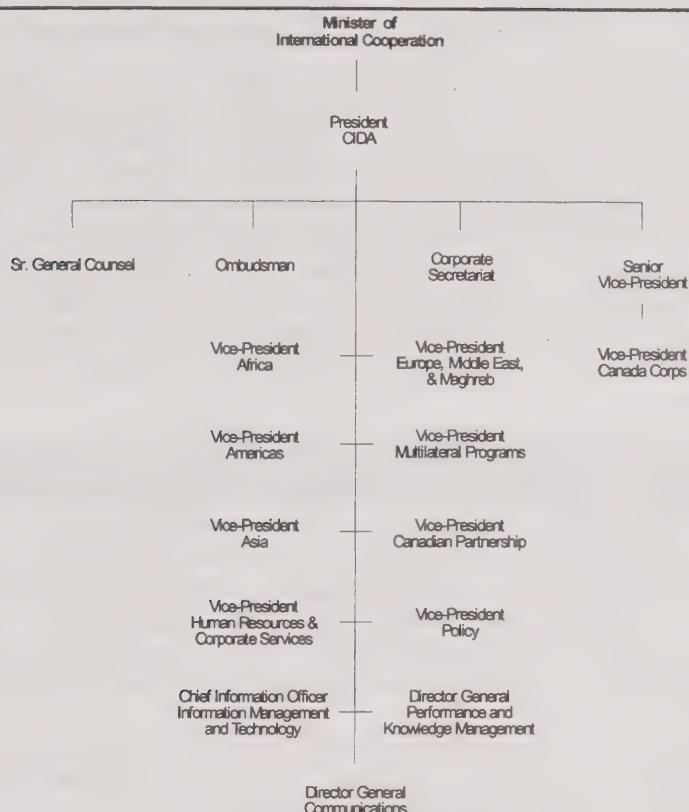 Minister of
International Cooperation
President
CIDA
Sr. General Counsel
Ombudsman
Corporate
Secretariat
Senior
Vice-President
Vice-President
Africa
Vice-President
Europe, Middle East,
& Maghreb
Vice-President
Canada Corps
Vice-President
Americas
Vice-President
Multilateral Programs
Vice-President
Asia
Vice-President
Canadian Partnership
Vice-President
Human Resources &
Corporate Services
Vice-President
Policy
Chief Information Officer
Information Management
and Technology
Director General
Performance and
Knowledge Management
Director General
Communications